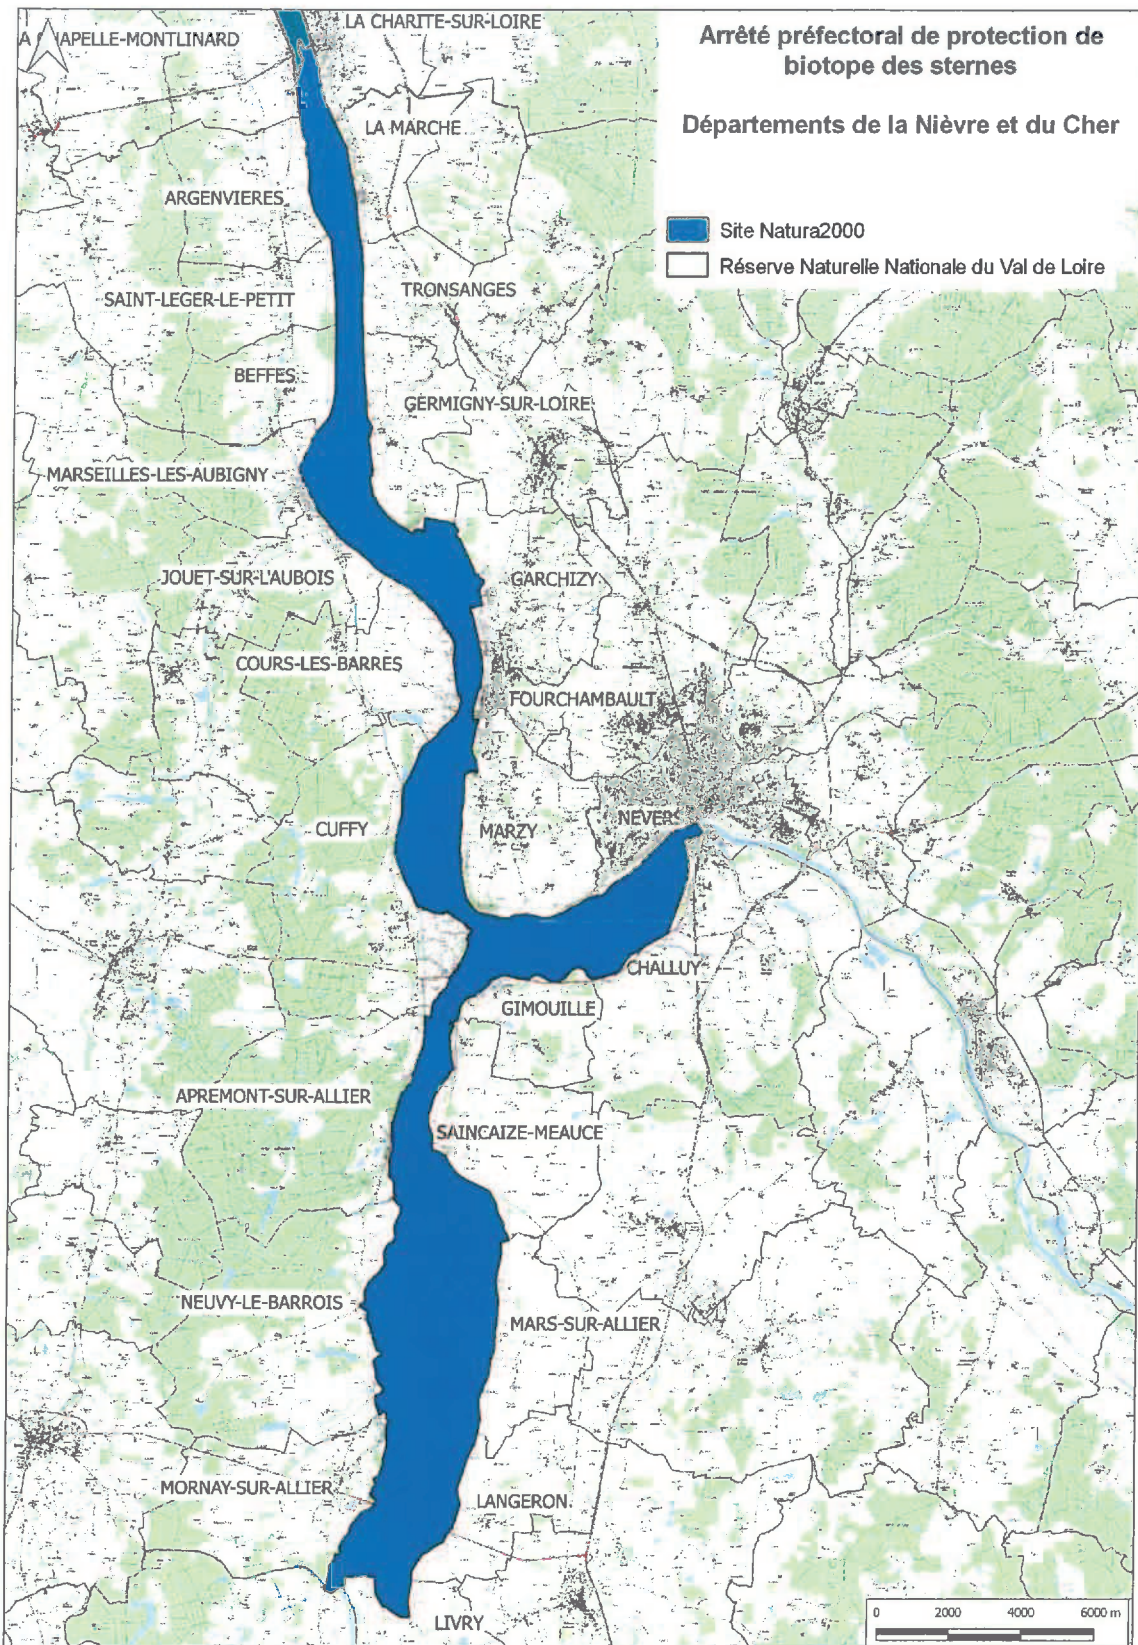 Arrêté préfectoral de protection de
biotope des sternes
Départements de la Nièvre et du Cher
Site Natura2000
Réserve Naturelle Nationale du Val de Loire
LA CHARITE-SUR-LOIRE
A CHAPELLE-MONTLINARD
LA MARCHE
ARGENVIERES
TRONSANGES
SAINT-LEGER-LE-PETIT
BEFFES
GERMIGNY-SUR-LOIRE
MARSEILLES-LES-AUBIGNY
JOUET-SUR-L'AUBOIS
GARCHIZY
COURS-LES-BARRES
FOURCHAMBAULT
CUFFY
MARZY
NEVERS
CHALLUY
GIMOUILLE
APREMONT-SUR-ALLIER
SAINCAIZE-MEAUCE
NEUVY-LE-BARROIS
MARS-SUR-ALLIER
MORNAY-SUR-ALLIER
LANGERON
LIVRY
0 2000 4000 6000 m